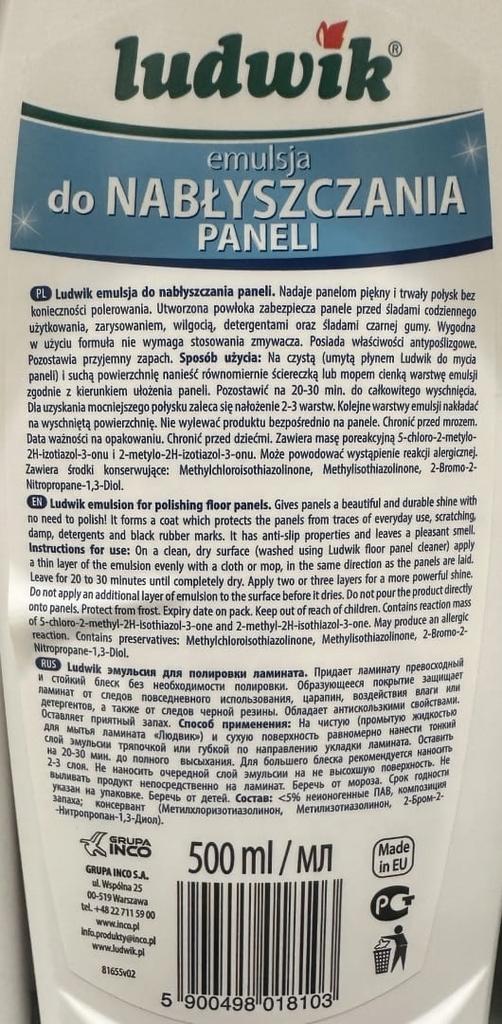 ludwik®
emulsja
do NABŁYSZCZANIA
PANELI
PL Ludwik emulsja do nabłyszczania paneli. Nadaje panelom piękny i trwały połysk bez
konieczności polerowania. Utworzona powłoka zabezpiecza panele przed śladami codziennego
użytkowania, zarysowaniem, wilgocią, detergentami oraz śladami czarnej gumy. Wygodna
w użyciu formuła nie wymaga stosowania zmywacza. Posiada właściwości antypoślizgowe.
Pozostawia przyjemny zapach. Sposób użycia: Na czystą (umytą płynem Ludwik do mycia
paneli) i suchą powierzchnię nanieść równomiernie ściereczką lub mopem cienką warstwę emulsji
zgodnie z kierunkiem ułożenia paneli. Pozostawić na 20-30 min. do całkowitego wyschnięcia.
Dla uzyskania mocniejszego połysku zaleca się nałożenie 2-3 warstw. Kolejne warstwy emulsji nakładać
na wyschniętą powierzchnię. Nie wylewać produktu bezpośrednio na panele. Chronić przed mrozem.
Data ważności na opakowaniu. Chronić przed dziećmi. Zawiera masę poreakcyjną 5-chloro-2-metylo-
2H-izotiazol-3-onu i 2-metylo-2H-izotiazol-3-onu. Może powodować wystąpienie reakcji alergicznej.
Zawiera środki konserwujące: Methylchloroisothiazolinone, Methylisothiazolinone, 2-Bromo-2-
Nitropropane-1,3-Diol.
EN Ludwik emulsion for polishing floor panels. Gives panels a beautiful and durable shine with
no need to polish! It forms a coat which protects the panels from traces of everyday use, scratching,
damp, detergents and black rubber marks. It has anti-slip properties and leaves a pleasant smell.
Instructions for use: On a clean, dry surface (washed using Ludwik floor panel cleaner) apply
a thin layer of the emulsion evenly with a cloth or mop, in the same direction as the panels are laid.
Leave for 20 to 30 minutes until completely dry. Apply two or three layers for a more powerful shine.
Do not apply an additional layer of emulsion to the surface before it dries. Do not pour the product directly
onto panels. Protect from frost. Expiry date on pack. Keep out of reach of children. Contains reaction mass
of 5-chloro-2-methyl-2H-isothiazol-3-one and 2-methyl-2H-isothiazol-3-one. May produce an allergic
reaction. Contains preservatives: Methylchloisothiazolinone, Methylisothiazolinone, 2-Bromo-2-
Nitropropane-1,3-Diol.
RUS Ludwik эмульсия для полировки ламината. Придает ламинату превосходный
и стойкий блеск без необходимости полировки. Образующееся покрытие защищает
ламинат от следов повседневного использования, царапин, воздействия влаги или
детергентов, а также от следов черной резины. Обладает антискользкими свойствами.
Оставляет приятный запах. Способ применения: На чистую (промытую жидкостью
для мытья ламината «Людвик») и сухую поверхность равномерно нанести тонкий
слой эмульсии тряпочкой или губкой по направлению укладки ламината. Оставить
на 20-30 мин. до полного высыхания. Для большего блеска рекомендуется наносить
2-3 слоя. Не наносить очередной слой эмульсии на не высохшую поверхность. Не
выливать продукт непосредственно на ламинат. Беречь от мороза. Срок годности
указан на упаковке. Беречь от детей. Состав: <5% неионогенные ПАВ, композиция
запаха; консервант (Метилхлоризотиазолинон, Метилизотиазолинон, 2-Бром-2-
-Нитропропан-1,3-Диол).
GRUPA
INCO
500 ml / мл
Made
in EU
GRUPA INCO S.A.
ul. Wspólna 25
00-519 Warszawa
tel. +48 22 711 59 00
www.inco.pl
info.produkty@inco.pl
www.ludwik.pl
81655v02
5 900498 018103